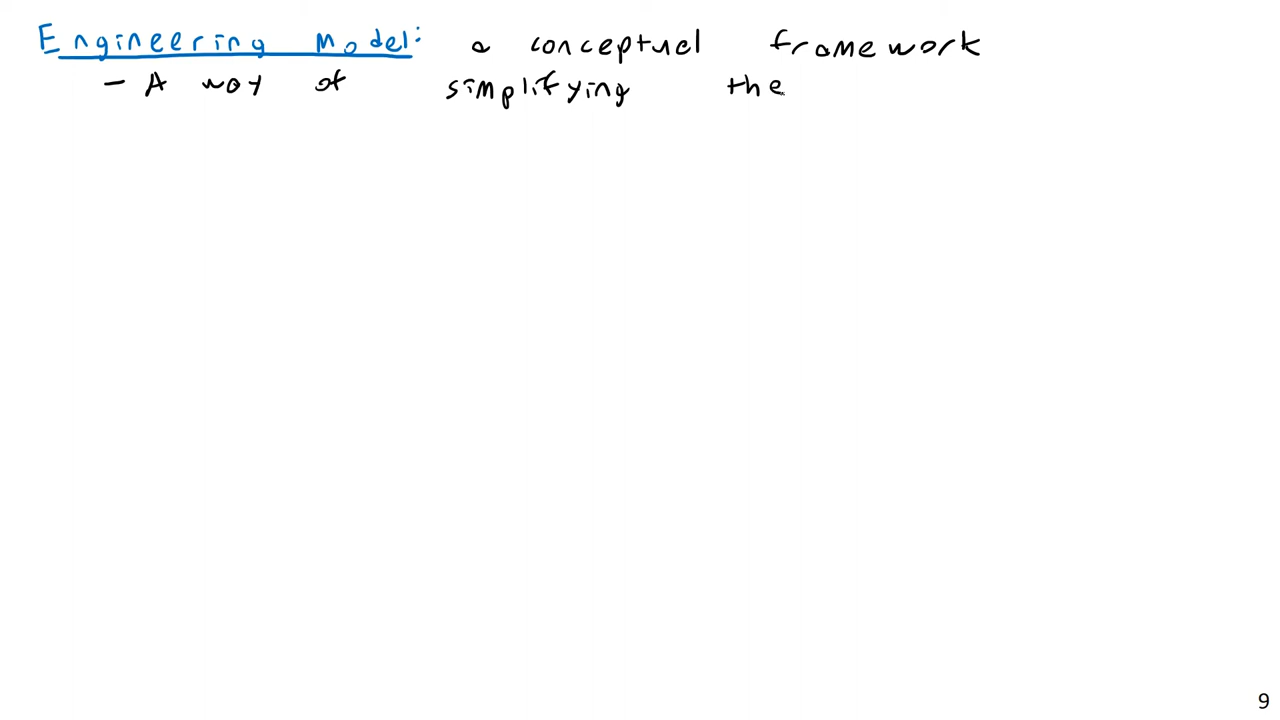 Engineering Model: a conceptual framework
- A way of simplifying the
9